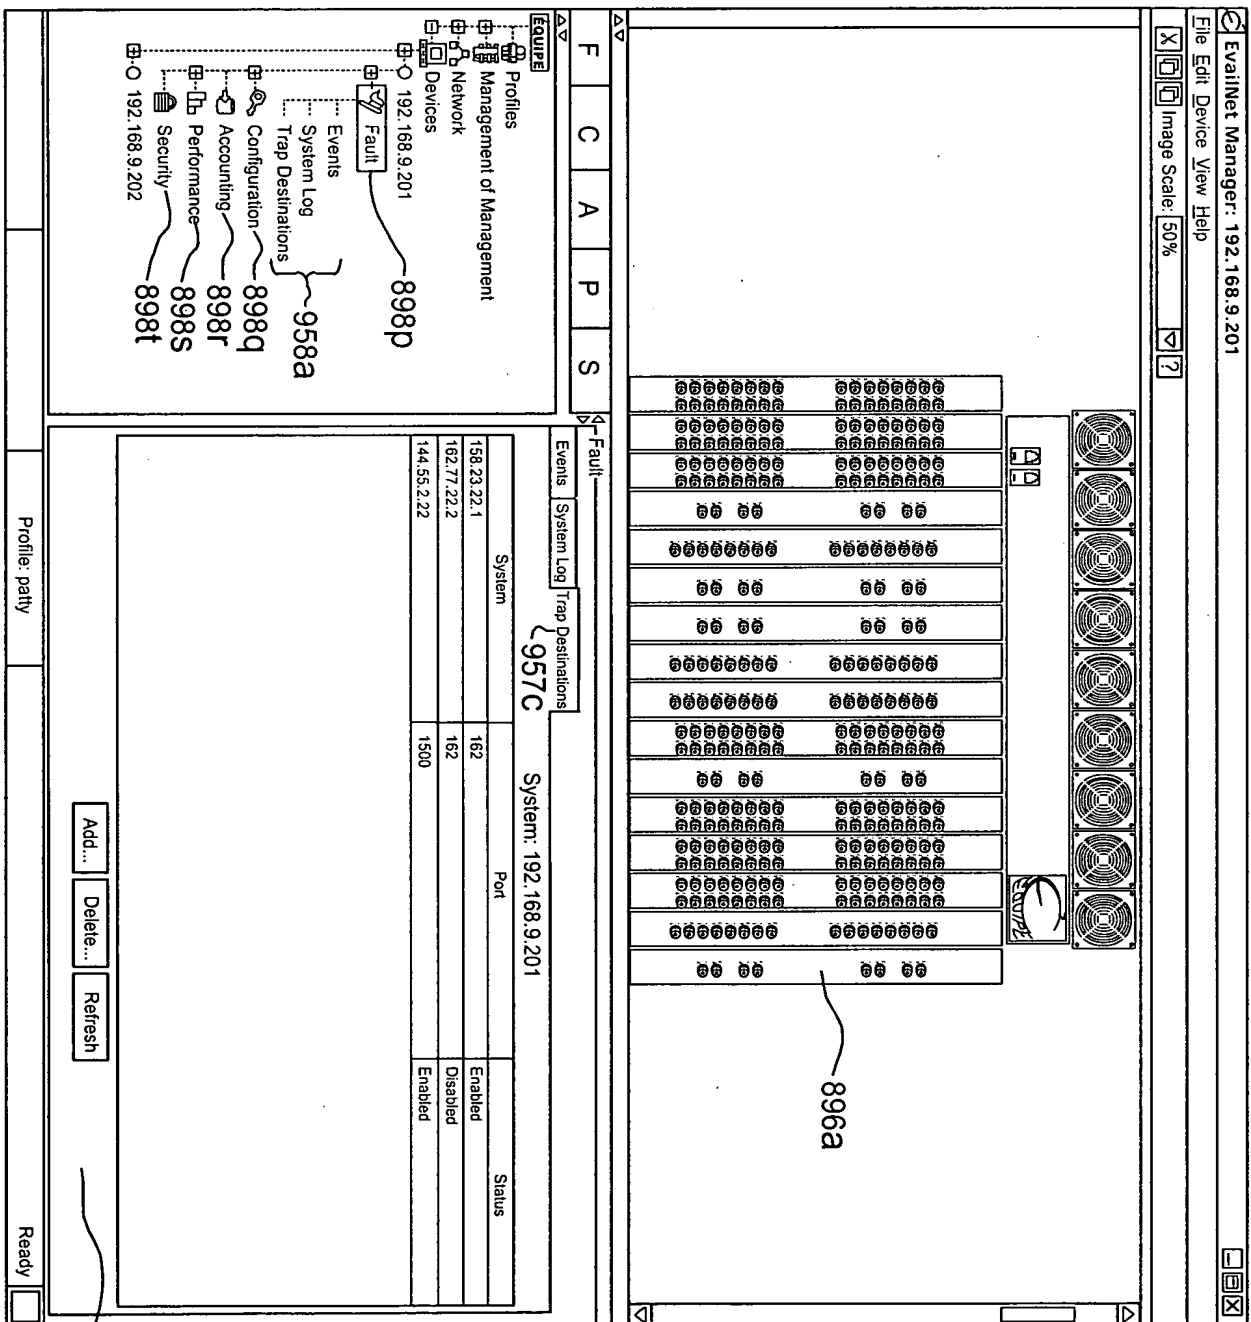 EvailNet Manager: 192.168.9.201
File Edit Device View Help
X Image Scale: 50% ?
EQUIPE
896a
F C A P S
EQUIPE
Profiles
Management of Management
Network
Devices
192.168.9.201
Fault
898p
Events
System Log
Trap Destinations
958a
Configuration
898q
Accounting
898r
Performance
898s
Security
898t
192.168.9.202
Fault
Events System Log Trap Destinations
957c
System: 192.168.9.201
System Port Status
158.23.22.1 162 Enabled
162.77.22.2 162 Disabled
144.55.2.22 1500 Enabled
Add... Delete... Refresh
Profile: patty
Ready